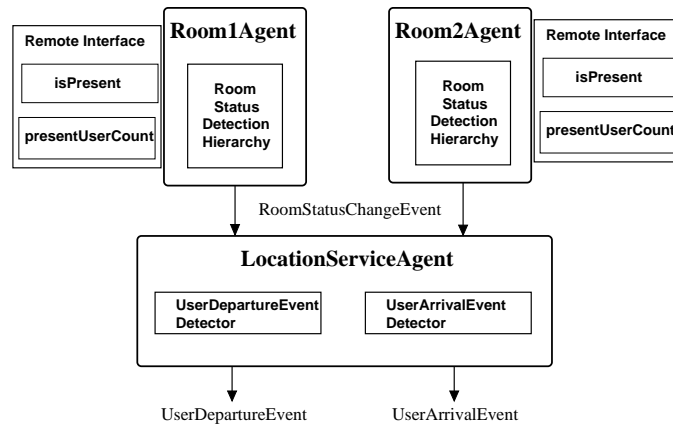 Remote Interface
isPresent
presentUserCount
Room1Agent
Room
Status
Detection
Hierarchy
Room2Agent
Room
Status
Detection
Hierarchy
Remote Interface
isPresent
presentUserCount
RoomStatusChangeEvent
LocationServiceAgent
UserDepartureEvent
Detector
UserArrivalEvent
Detector
UserDepartureEvent
UserArrivalEvent